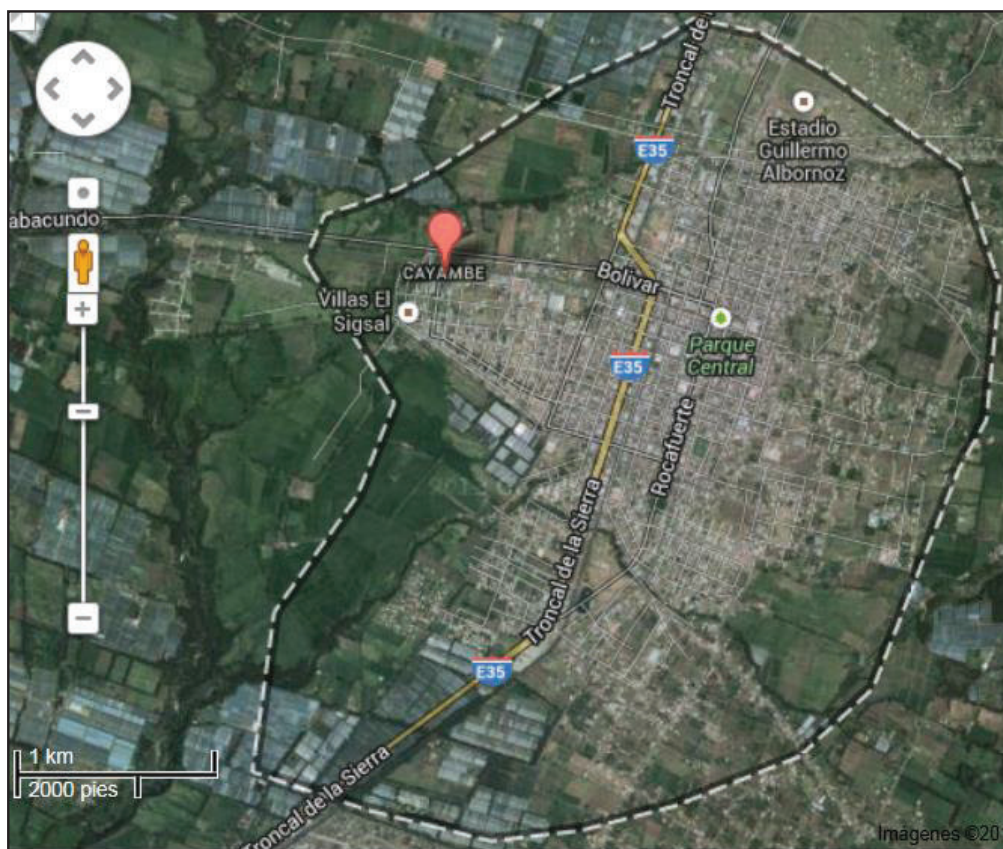 Troncal de
E35
Estadio
Guillermo
Albornoz
abacundo
CAYAMBE
Bolivar
Villas El
Sigsal
Parque
Central
E35
Rocafuerte
Troncal de la Sierra
E35
1 km
2000 pies
Troncal de la Sierra
Imágenes ©20